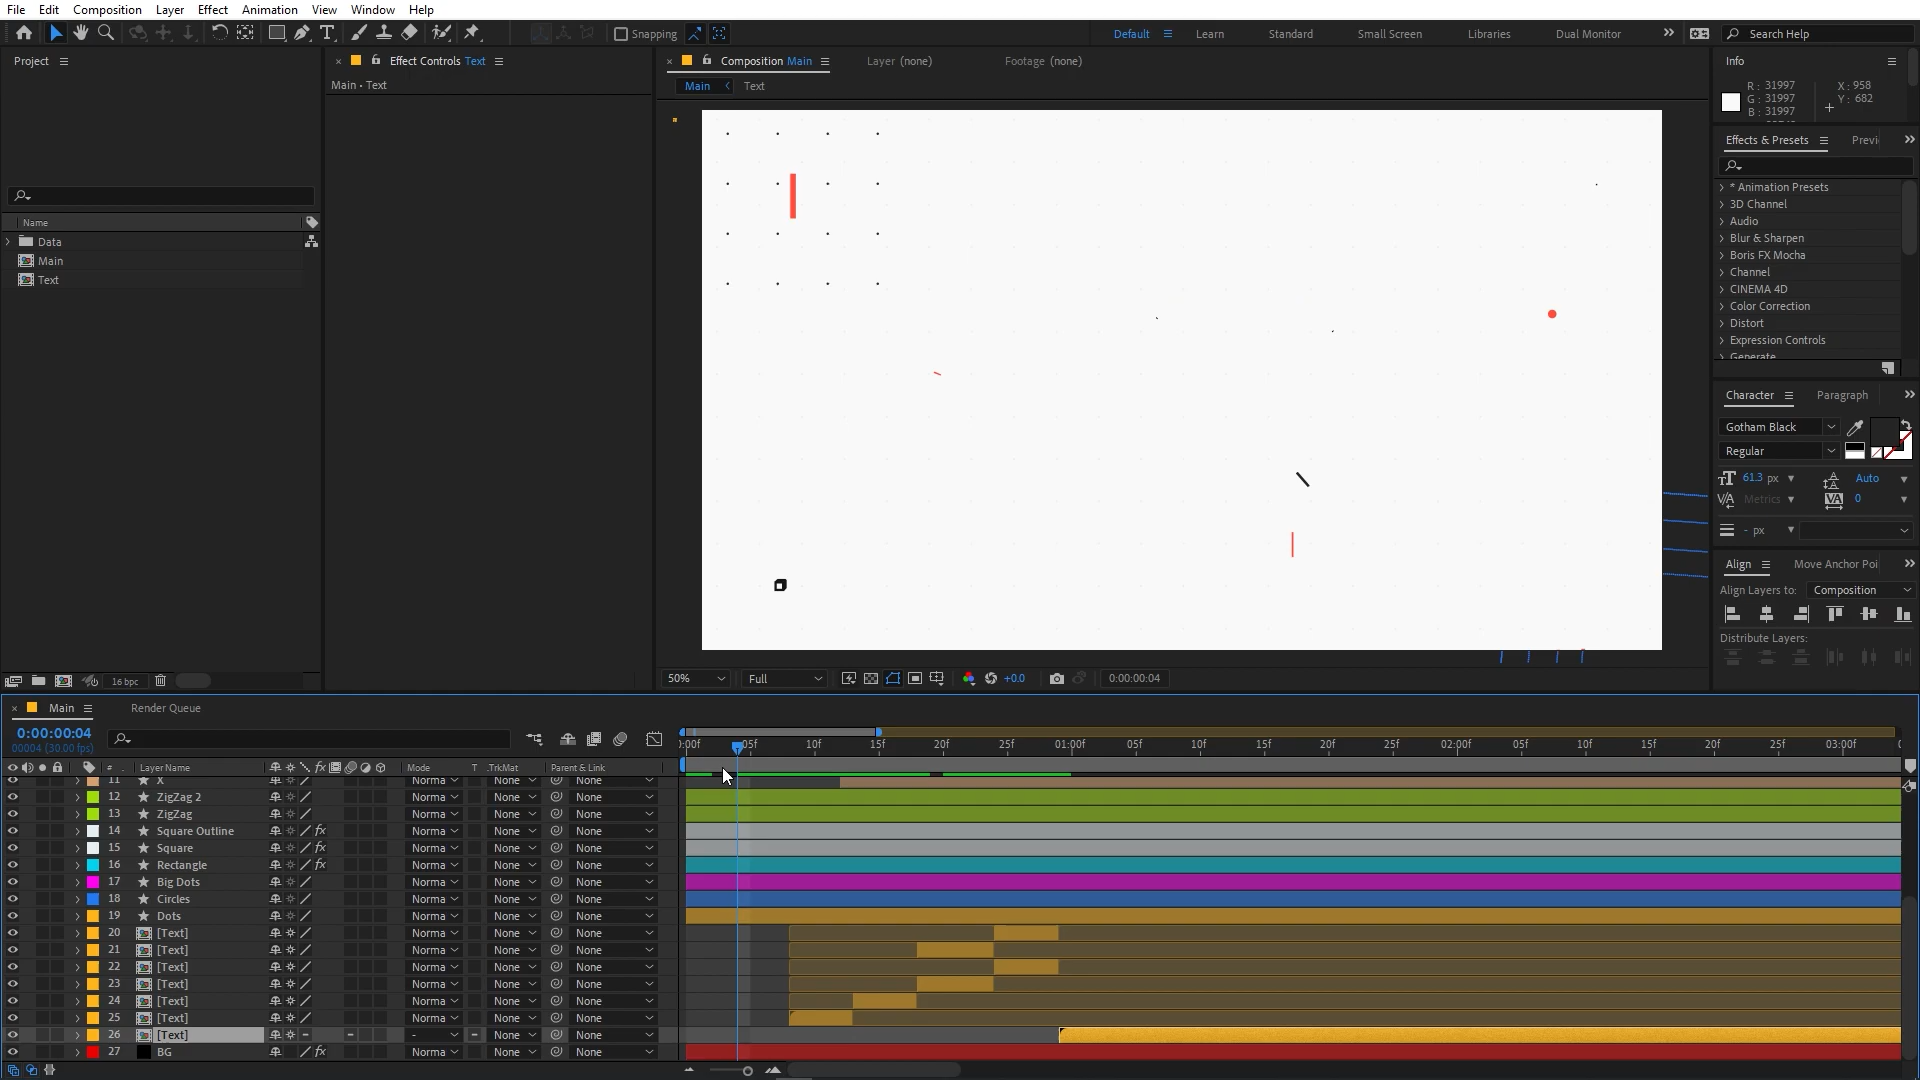 File Edit Composition Layer Effect Animation View Window Help
Snapping
Default Learn Standard Small Screen Libraries Dual Monitor
Search Help
Project
Name
Data
Main
Text
16 bpc
Effect Controls Text
Main • Text
Composition Main Layer (none) Footage (none)
Main Text
50% Full +0.0 0:00:00:04
Info
R : 31997
G : 31997
B : 31997
X : 958
Y : 682
Effects & Presets
* Animation Presets
3D Channel
Audio
Blur & Sharpen
Boris FX Mocha
Channel
CINEMA 4D
Color Correction
Distort
Expression Controls
Generate
Character Paragraph
Gotham Black
Regular
61.3 px Auto
Metrics 0
- px
Align Move Anchor Poi
Align Layers to: Composition
Distribute Layers:
Main Render Queue
0:00:00:04
00004 (30.00 fps)
:00f 05f 10f 15f 20f 25f 01:00f 05f 10f 15f 20f 25f 02:00f 05f 10f 15f 20f 25f 03:00f
# Layer Name fx Mode T .TrkMat Parent & Link
11 X Norma None None
12 ZigZag 2 Norma None None
13 ZigZag Norma None None
14 Square Outline fx Norma None None
15 Square fx Norma None None
16 Rectangle fx Norma None None
17 Big Dots Norma None None
18 Circles Norma None None
19 Dots Norma None None
20 [Text] Norma None None
21 [Text] Norma None None
22 [Text] Norma None None
23 [Text] Norma None None
24 [Text] Norma None None
25 [Text] Norma None None
26 [Text] - None None
27 BG fx Norma None None